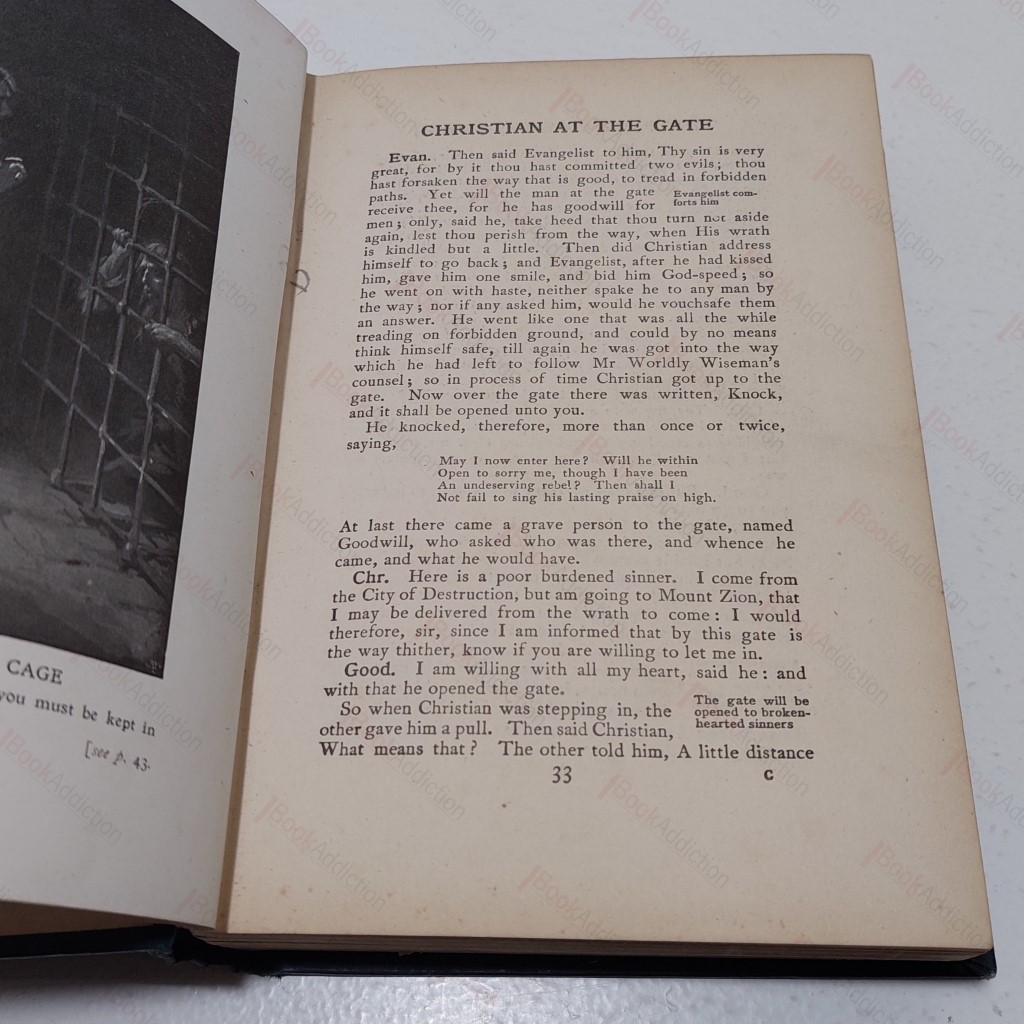 CAGE
you must be kept in
[see p. 43.
CHRISTIAN AT THE GATE
Evan. Then said Evangelist to him, Thy sin is very
great, for by it thou hast committed two evils; thou
hast forsaken the way that is good, to tread in forbidden
paths. Yet will the man at the gate
receive thee, for he has goodwill for
Evangelist com-
forts him
men; only, said he, take heed that thou turn not aside
again, lest thou perish from the way, when His wrath
is kindled but a little. Then did Christian address
himself to go back; and Evangelist, after he had kissed
him, gave him one smile, and bid him God-speed; so
he went on with haste, neither spake he to any man by
the way; nor if any asked him, would he vouchsafe them
an answer. He went like one that was all the while
treading on forbidden ground, and could by no means
think himself safe, till again he was got into the way
which he had left to follow Mr Worldly Wiseman's
counsel; so in process of time Christian got up to the
gate. Now over the gate there was written, Knock,
and it shall be opened unto you.
He knocked, therefore, more than once or twice,
saying,
May I now enter here? Will he within
Open to sorry me, though I have been
An undeserving rebel? Then shall I
Not fail to sing his lasting praise on high.
At last there came a grave person to the gate, named
Goodwill, who asked who was there, and whence he
came, and what he would have.
Chr. Here is a poor burdened sinner. I come from
the City of Destruction, but am going to Mount Zion, that
I may be delivered from the wrath to come: I would
therefore, sir, since I am informed that by this gate is
the way thither, know if you are willing to let me in.
Good. I am willing with all my heart, said he: and
with that he opened the gate.
So when Christian was stepping in, the
other gave him a pull. Then said Christian,
The gate will be
opened to broken-
hearted sinners
What means that? The other told him, A little distance
33
C
BookAddiction